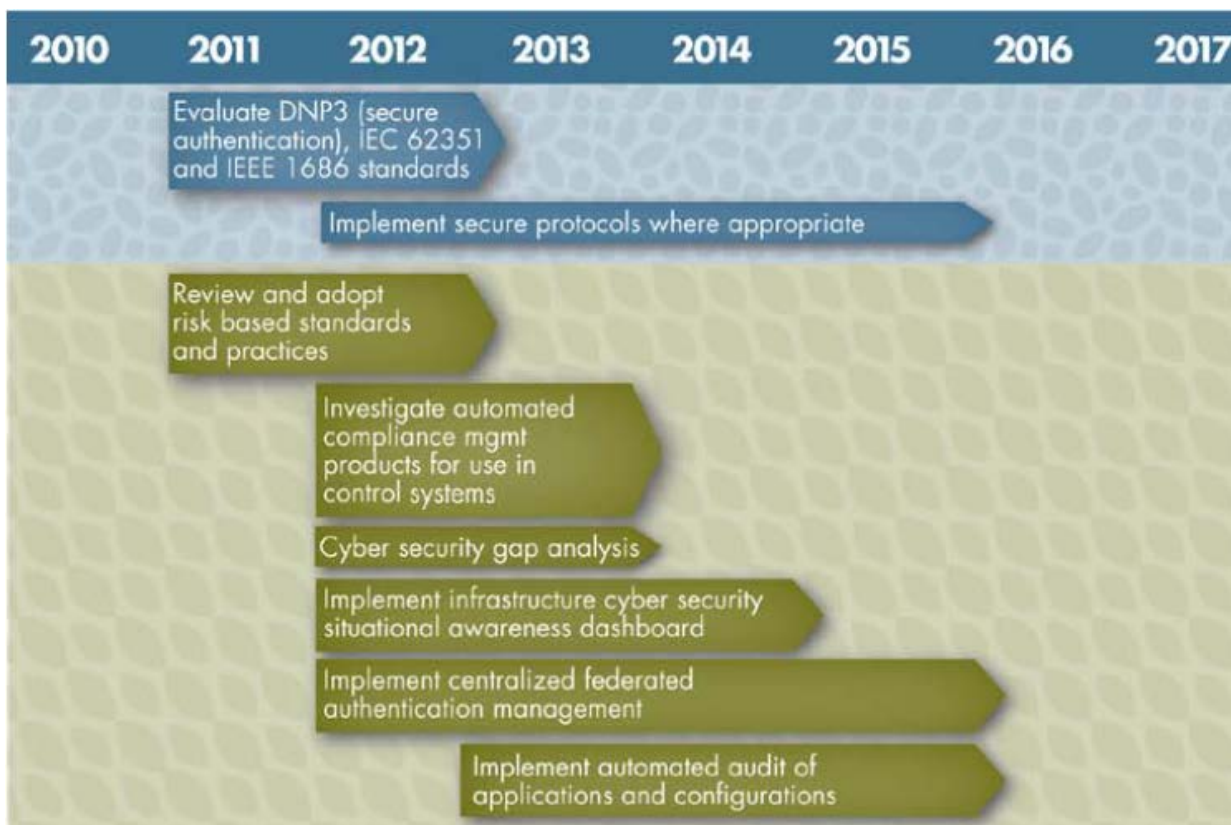 2010 2011 2012 2013 2014 2015 2016 2017
Evaluate DNP3 (secure
authentication), IEC 62351
and IEEE 1686 standards
Implement secure protocols where appropriate
Review and adopt
risk based standards
and practices
Investigate automated
compliance mgmt
products for use in
control systems
Cyber security gap analysis
Implement infrastructure cyber security
situational awareness dashboard
Implement centralized federated
authentication management
Implement automated audit of
applications and configurations